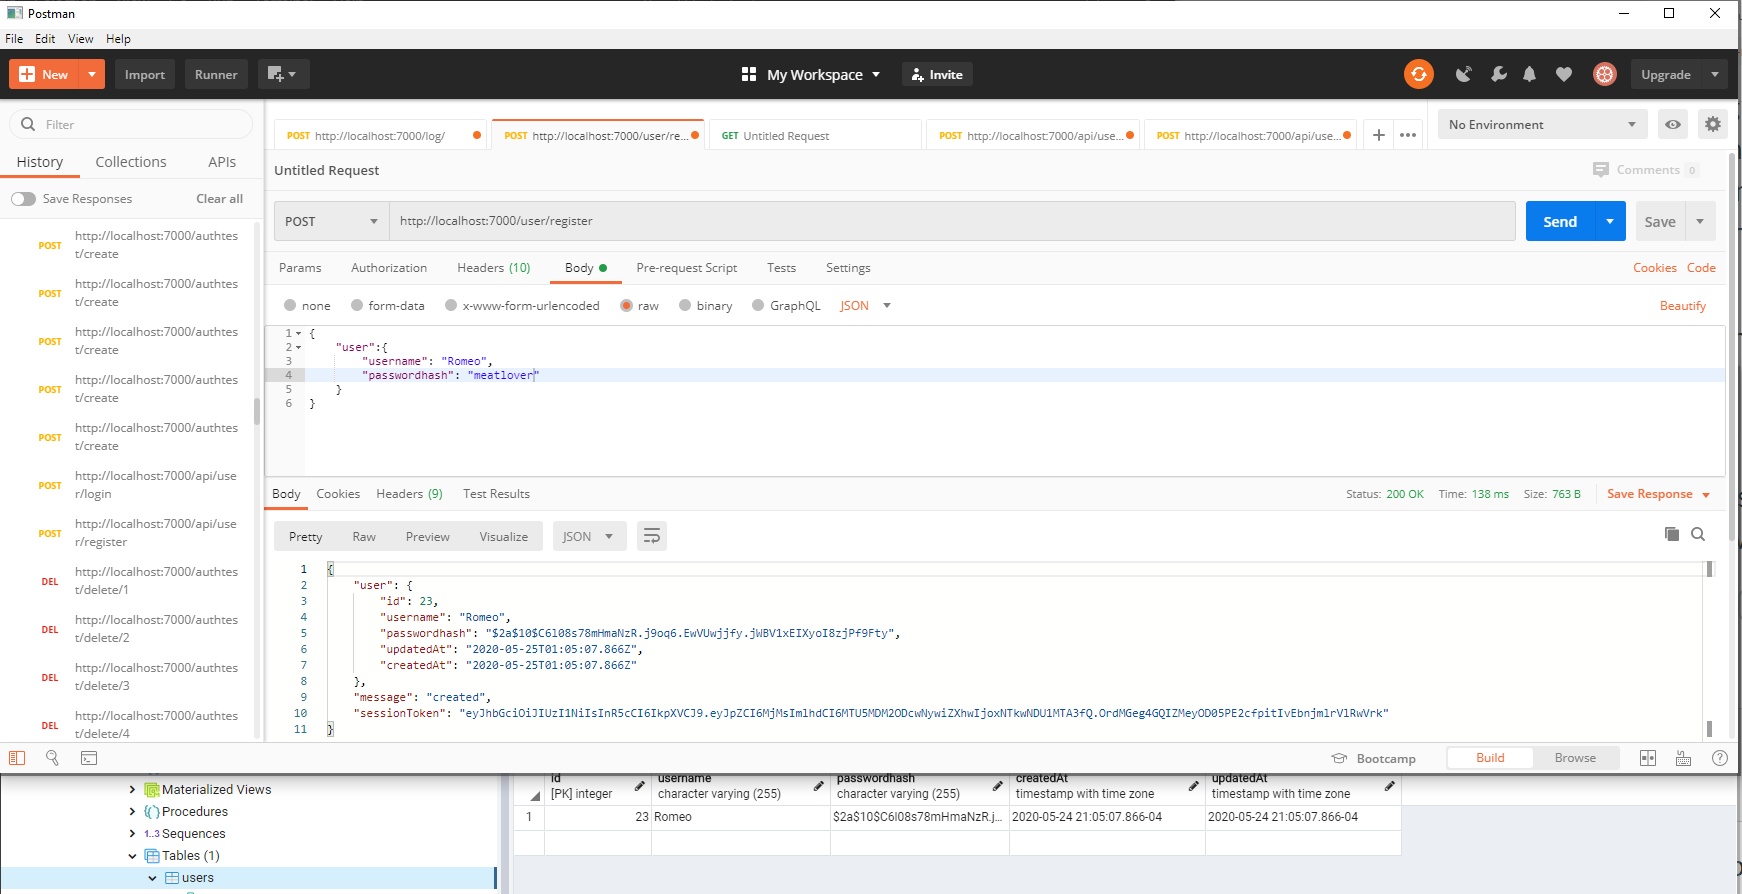 Postman
File Edit View Help
New Import Runner My Workspace Invite Upgrade
Filter
History Collections APIs
Save Responses Clear all
POST http://localhost:7000/authtes
t/create
POST http://localhost:7000/authtes
t/create
POST http://localhost:7000/authtes
t/create
POST http://localhost:7000/authtes
t/create
POST http://localhost:7000/authtes
t/create
POST http://localhost:7000/api/use
r/login
POST http://localhost:7000/api/use
r/register
DEL http://localhost:7000/authtes
t/delete/1
DEL http://localhost:7000/authtes
t/delete/2
DEL http://localhost:7000/authtes
t/delete/3
DEL http://localhost:7000/authtes
t/delete/4
POST http://localhost:7000/log/ POST http://localhost:7000/user/re... GET Untitled Request POST http://localhost:7000/api/use... POST http://localhost:7000/api/use... No Environment
Untitled Request Comments 0
POST http://localhost:7000/user/register Send Save
Params Authorization Headers (10) Body Pre-request Script Tests Settings Cookies Code
none form-data x-www-form-urlencoded raw binary GraphQL JSON Beautify
1 {
2 "user":{
3 "username": "Romeo",
4 "passwordhash": "meatlover"
5 }
6 }
Body Cookies Headers (9) Test Results Status: 200 OK Time: 138 ms Size: 763 B Save Response
Pretty Raw Preview Visualize JSON
1 {
2 "user": {
3 "id": 23,
4 "username": "Romeo",
5 "passwordhash": "$2a$10$C6l08s78mHmaNzR.j9oq6.EwVUwjjfy.jWBV1xEIXyoI8zjPf9Fty",
6 "updatedAt": "2020-05-25T01:05:07.866Z",
7 "createdAt": "2020-05-25T01:05:07.866Z"
8 },
9 "message": "created",
10 "sessionToken": "eyJhbGciOiJIUzI1NiIsInR5cCI6IkpXVCJ9.eyJpZCI6MjMsImlhdCI6MTU5MDM2ODcwNywiZXhwIjoxNTkwNDU1MTA3fQ.OrdMGeg4GQIZMeyOD05PE2cfpitIvEbnjmlrVlRwVrk"
11 }
Bootcamp Build Browse
Materialized Views
Procedures
1..3 Sequences
Tables (1)
users
id username passwordhash createdAt updatedAt
[PK] integer character varying (255) character varying (255) timestamp with time zone timestamp with time zone
1 23 Romeo $2a$10$C6l08s78mHmaNzR.j... 2020-05-24 21:05:07.866-04 2020-05-24 21:05:07.866-04